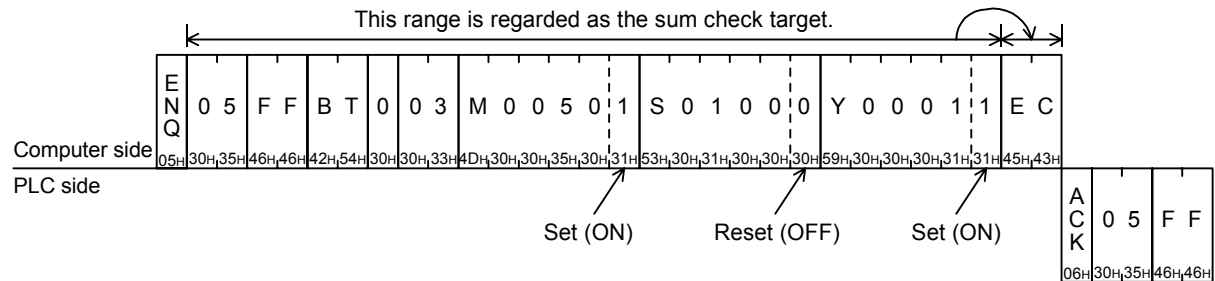 This range is regarded as the sum check target.
ENQ 0 5 F F B T 0 0 3 M 0 0 5 0 1 S 0 1 0 0 0 Y 0 0 0 1 1 E C
Computer side 05H 30H 35H 46H 46H 42H 54H 30H 30H 33H 4DH 30H 30H 35H 30H 31H 53H 30H 31H 30H 30H 30H 59H 30H 30H 30H 31H 31H 45H 43H
PLC side
Set (ON) Reset (OFF) Set (ON)
ACK 0 5 F F
06H 30H 35H 46H 46H